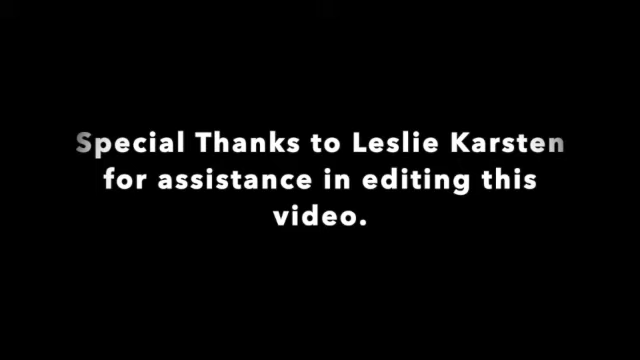 Special Thanks to Leslie Karsten
for assistance in editing this
video.